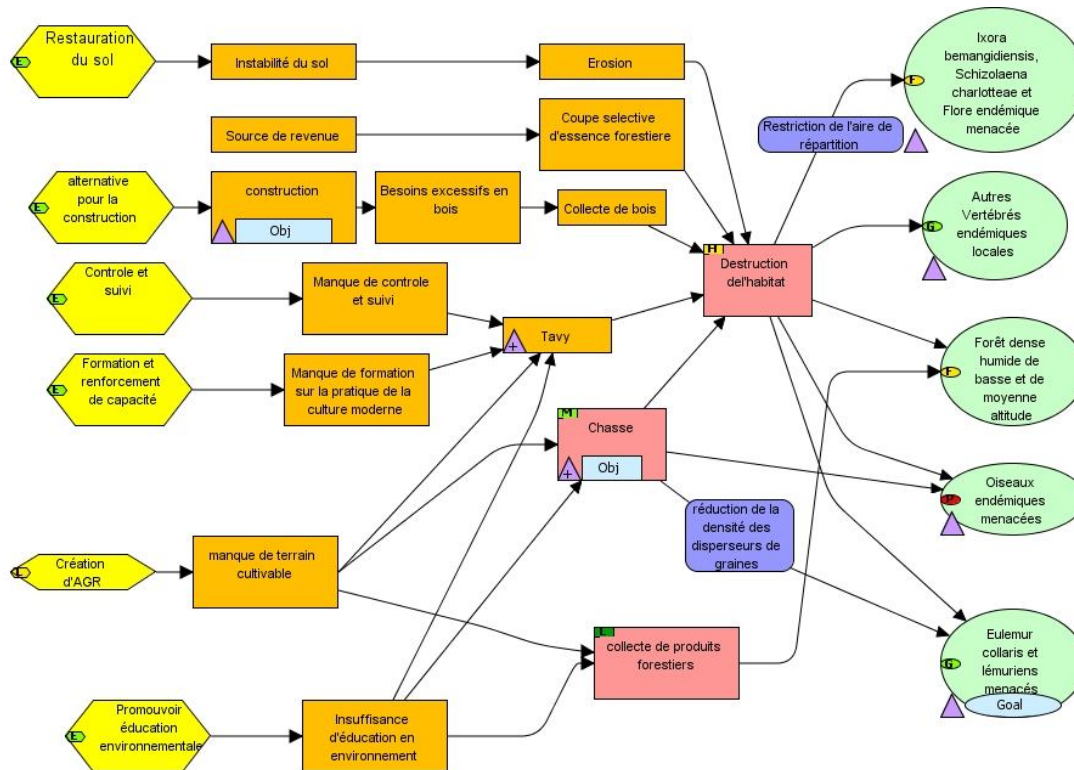 Restauration
du sol
E
Instabilité du sol
Erosion
Ixora
bemangidiensis,
Schizolaena
charlotteae et
Flore endémique
menacée
F
Source de revenue
Coupe selective
d'essence forestiere
Restriction de l'aire de
répartition
alternative
pour la
construction
E
construction
Obj
Besoins excessifs en
bois
Collecte de bois
Autres
Vertébrés
endémiques
locales
G
H
Destruction
del'habitat
Controle et
suivi
E
Manque de controle
et suivi
Tavy
+
Forêt dense
humide de
basse et de
moyenne
altitude
F
Formation et
renforcement
de capacité
E
Manque de formation
sur la pratique de la
culture moderne
M
Chasse
Obj
+
Oiseaux
endémiques
menacées
P
réduction de la
densité des
disperseurs de
graines
Création
d'AGR
L
manque de terrain
cultivable
L
collecte de produits
forestiers
Eulemur
collaris et
lémuriens
menacés
G
Goal
Promouvoir
éducation
environnementale
E
Insuffisance
d'éducation en
environnement